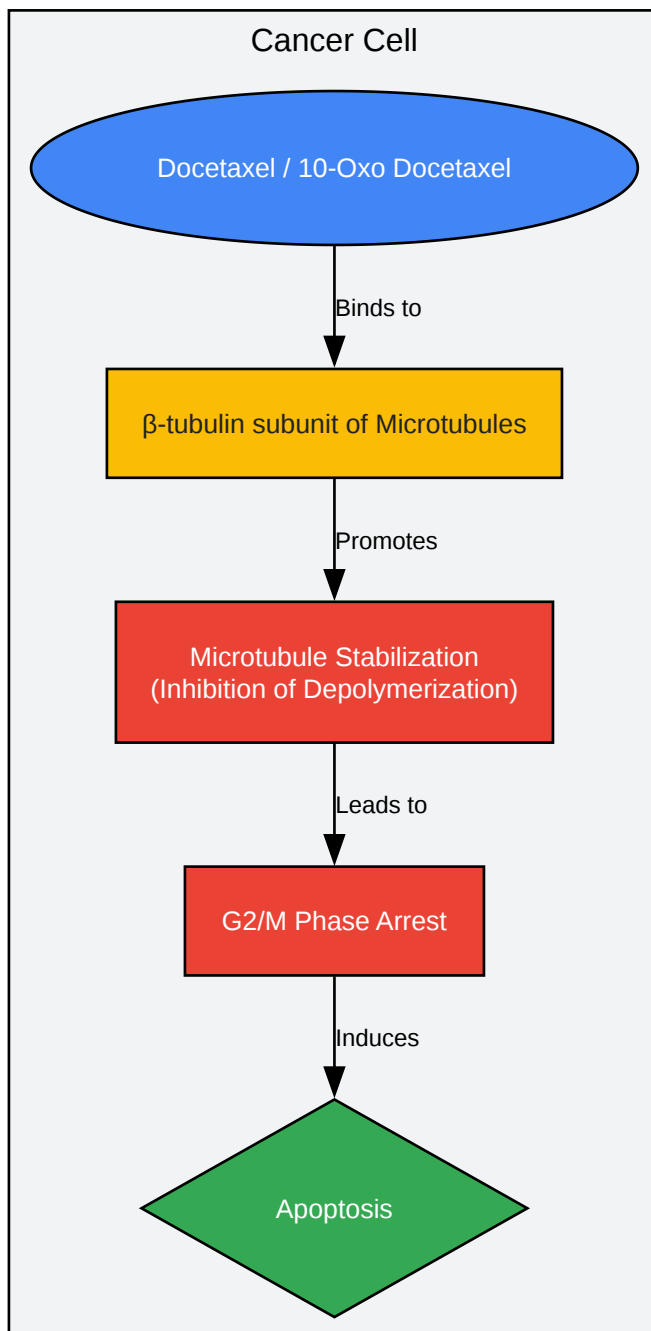 Cancer Cell
Docetaxel / 10-Oxo Docetaxel
Binds to
β-tubulin subunit of Microtubules
Promotes
Microtubule Stabilization
(Inhibition of Depolymerization)
Leads to
G2/M Phase Arrest
Induces
Apoptosis